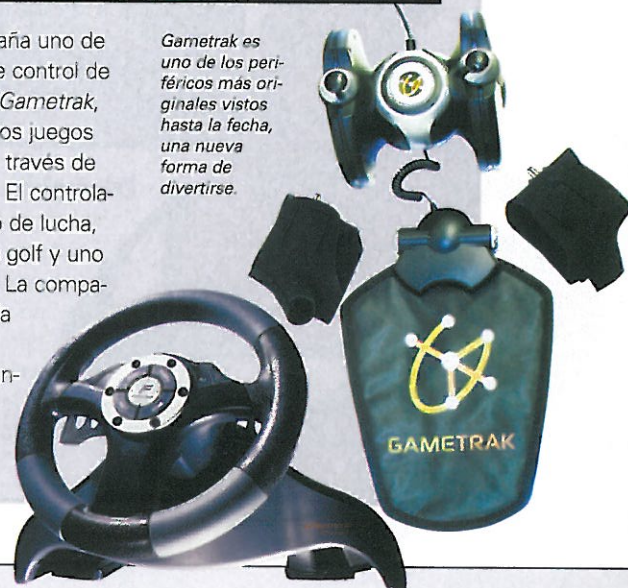 aña uno de
e control de
Gametrak,
os juegos
través de
El controla-
o de lucha,
golf y uno
La compa-
a
n-
Gametrak es
uno de los peri-
féricos más ori-
ginales vistos
hasta la fecha,
una nueva
forma de
divertirse.
GAMETRAK